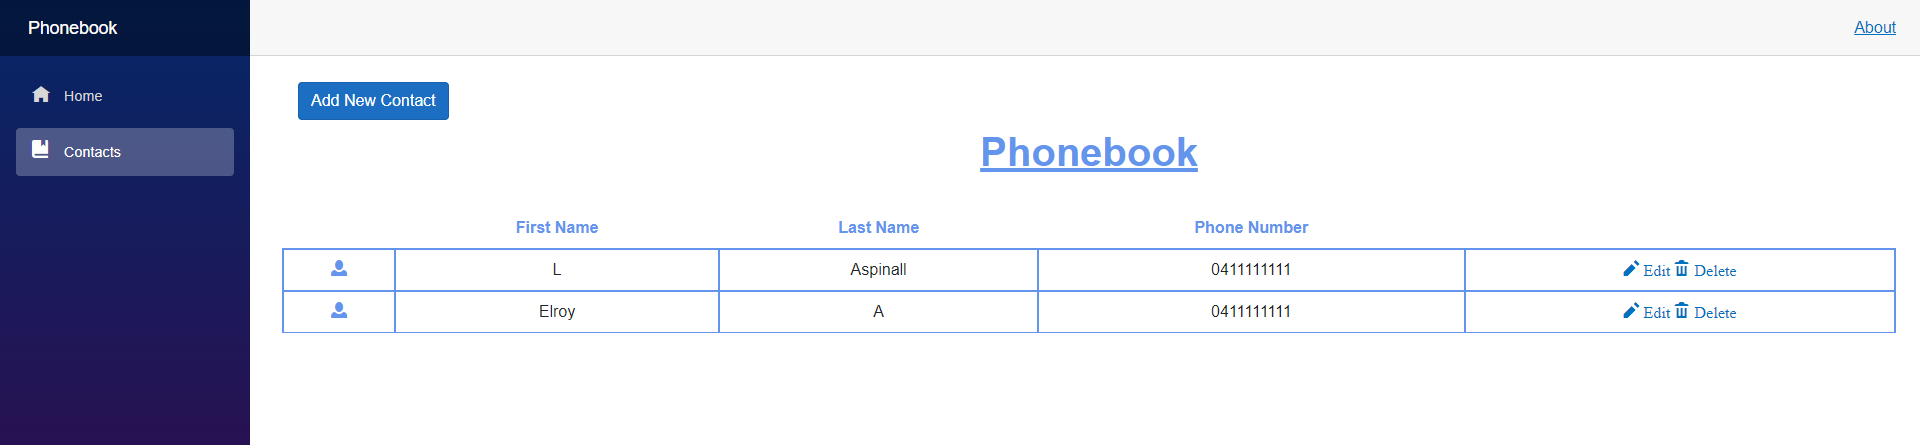 Phonebook
About
Home
Contacts
Add New Contact
Phonebook
First Name Last Name Phone Number
L Aspinall 0411111111 Edit Delete
Elroy A 0411111111 Edit Delete